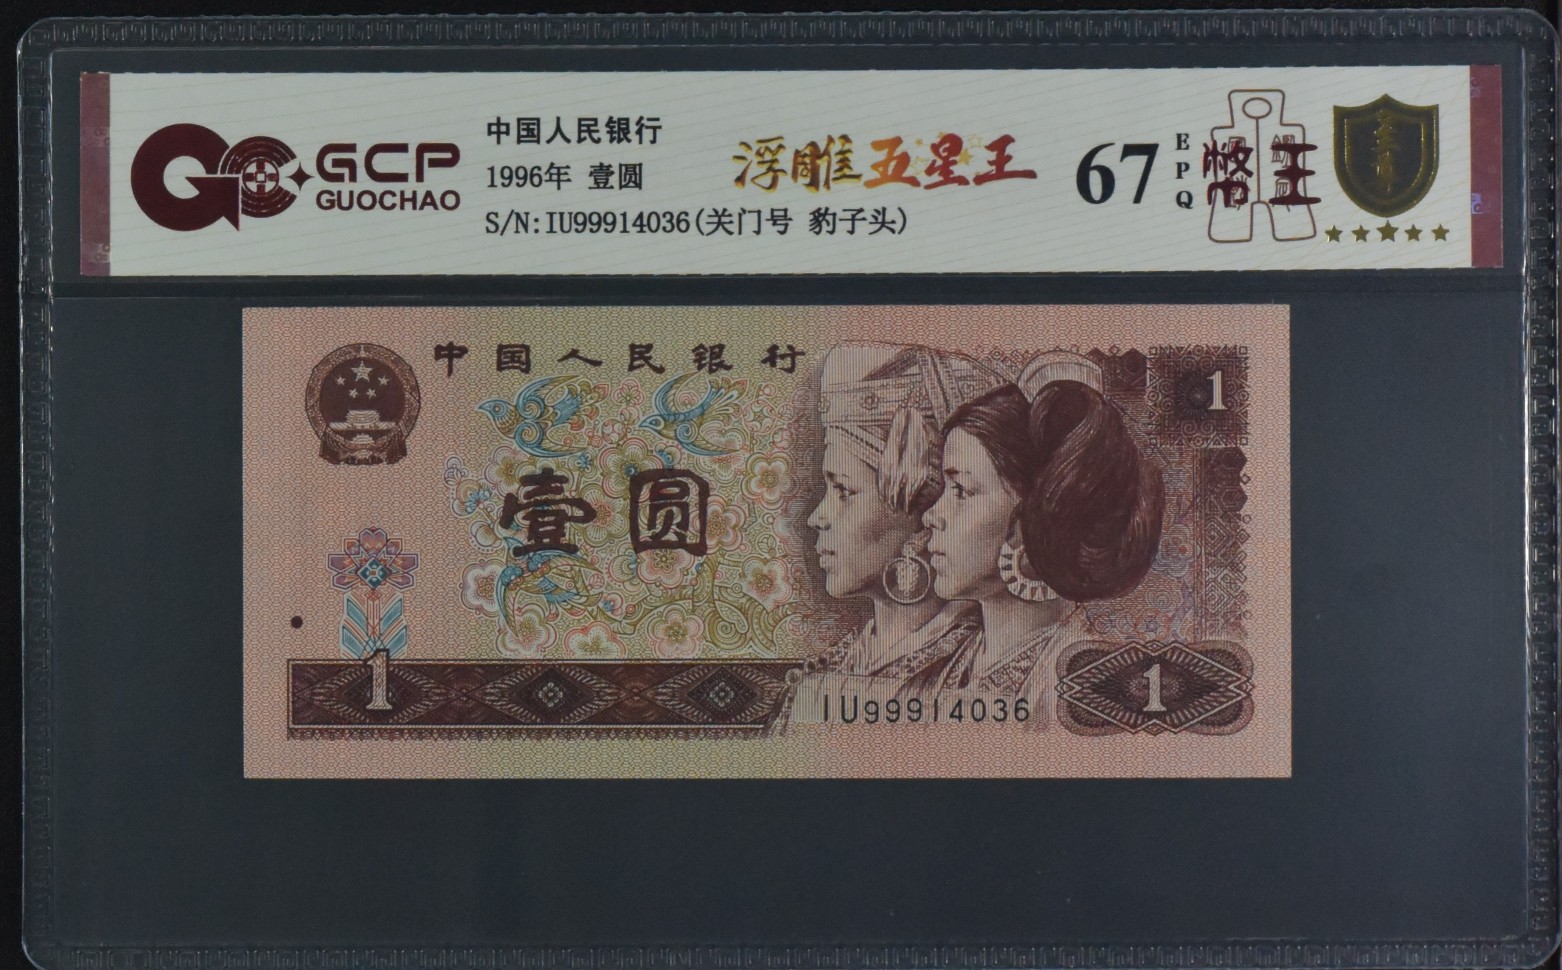 GCP
GUOCHAO
中国人民银行
1996年 壹圆
S/N:IU99914036(关门号 豹子头)
浮雕五星王
67
EPQ
中国人民银行
1
壹圆
1
IU99914036
1